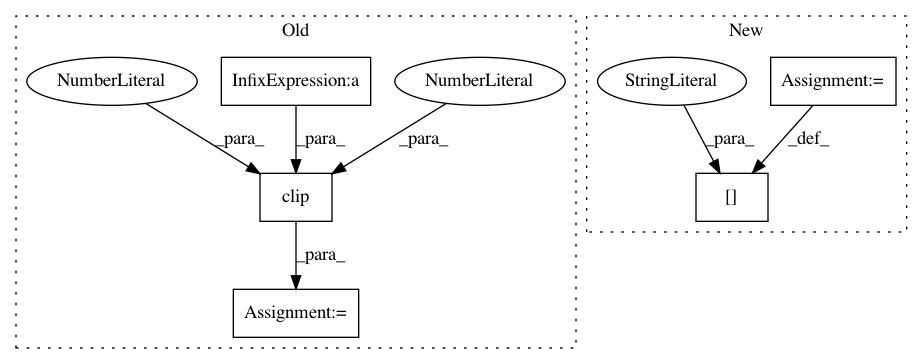 Old
New
NumberLiteral
InfixExpression:a
NumberLiteral
StringLiteral
Assignment:=
_para_
_para_
_para_
_para_
_def_
clip
[]
_para_
Assignment:=